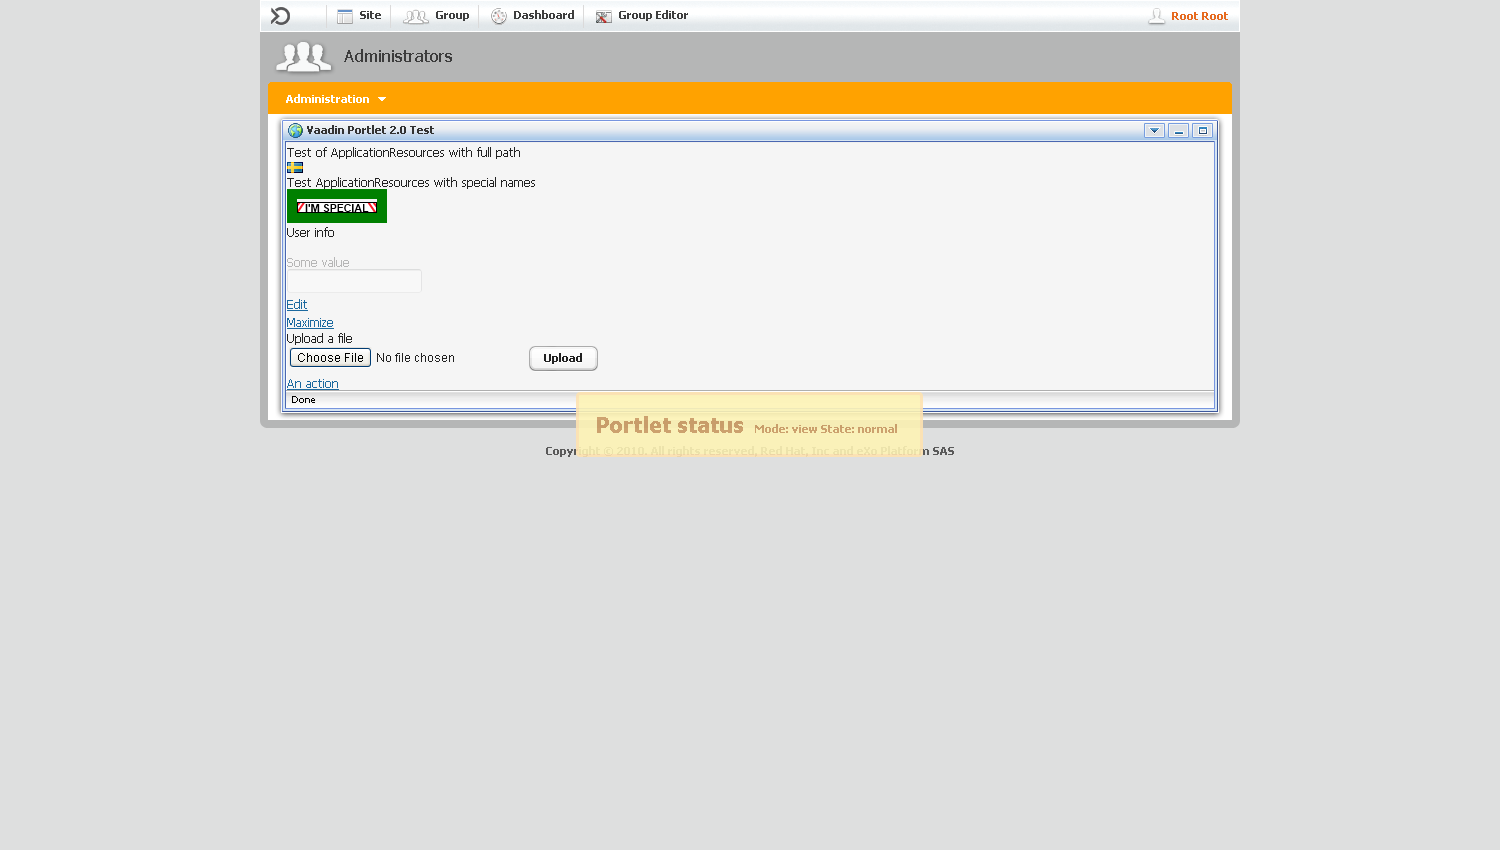 Site Group Dashboard Group Editor Root Root
Administrators
Administration
Vaadin Portlet 2.0 Test
Test of ApplicationResources with full path
Test ApplicationResources with special names
I'M SPECIAL
User info
Some value
Edit
Maximize
Upload a file
Choose File No file chosen Upload
An action
Done
Portlet status Mode: view State: normal
Copyright © 2010. All rights reserved, Red Hat, Inc and eXo Platform SAS